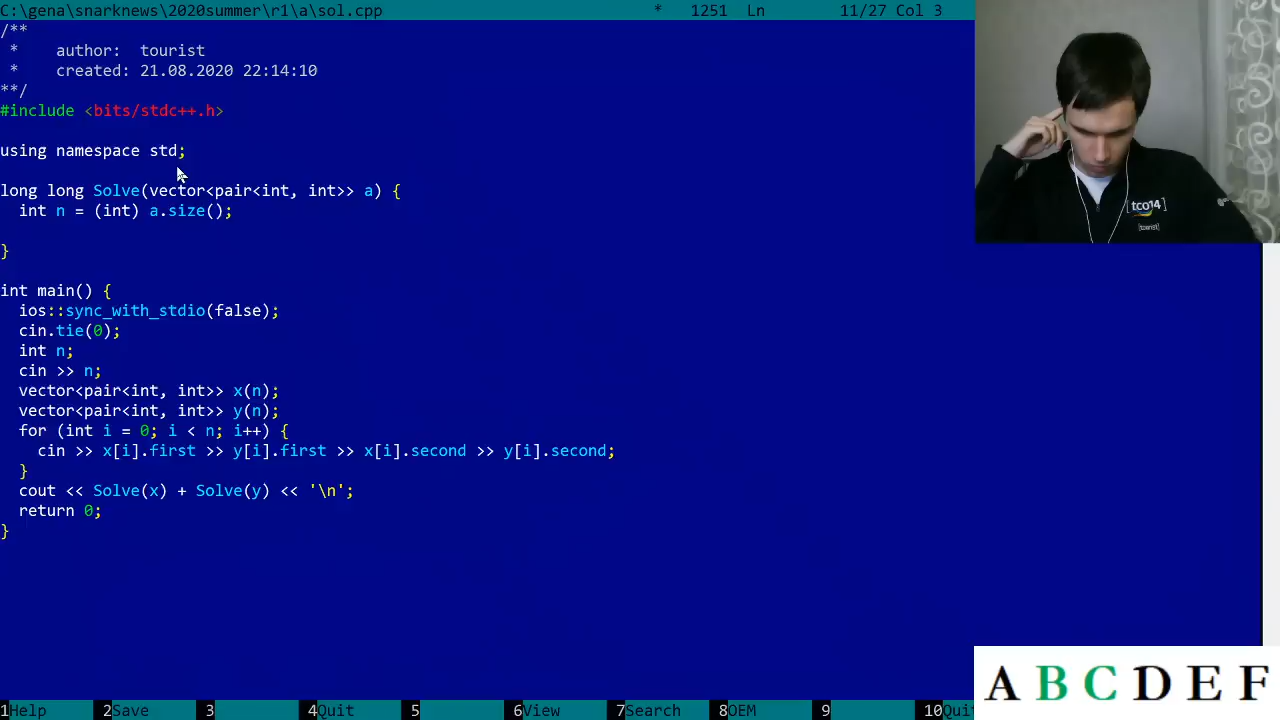 C:\gena\snarknews\2020summer\r1\a\sol.cpp * 1251 Ln 11/27 Col 3
/**
 *    author:  tourist
 *    created: 21.08.2020 22:14:10
**/
#include <bits/stdc++.h>
using namespace std;
long long Solve(vector<pair<int, int>> a) {
  int n = (int) a.size();
}
int main() {
  ios::sync_with_stdio(false);
  cin.tie(0);
  int n;
  cin >> n;
  vector<pair<int, int>> x(n);
  vector<pair<int, int>> y(n);
  for (int i = 0; i < n; i++) {
    cin >> x[i].first >> y[i].first >> x[i].second >> y[i].second;
  }
  cout << Solve(x) + Solve(y) << '\n';
  return 0;
}
[tco14]
[tourist]
A B C D E F
1Help 2Save 3 4Quit 5 6View 7Search 8OEM 9 10Quit